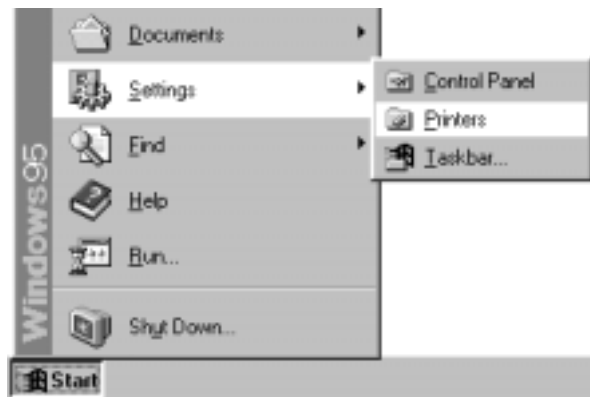 Documents
Settings
Find
Help
Run...
Shut Down...
Control Panel
Printers
Taskbar...
Windows95
Start